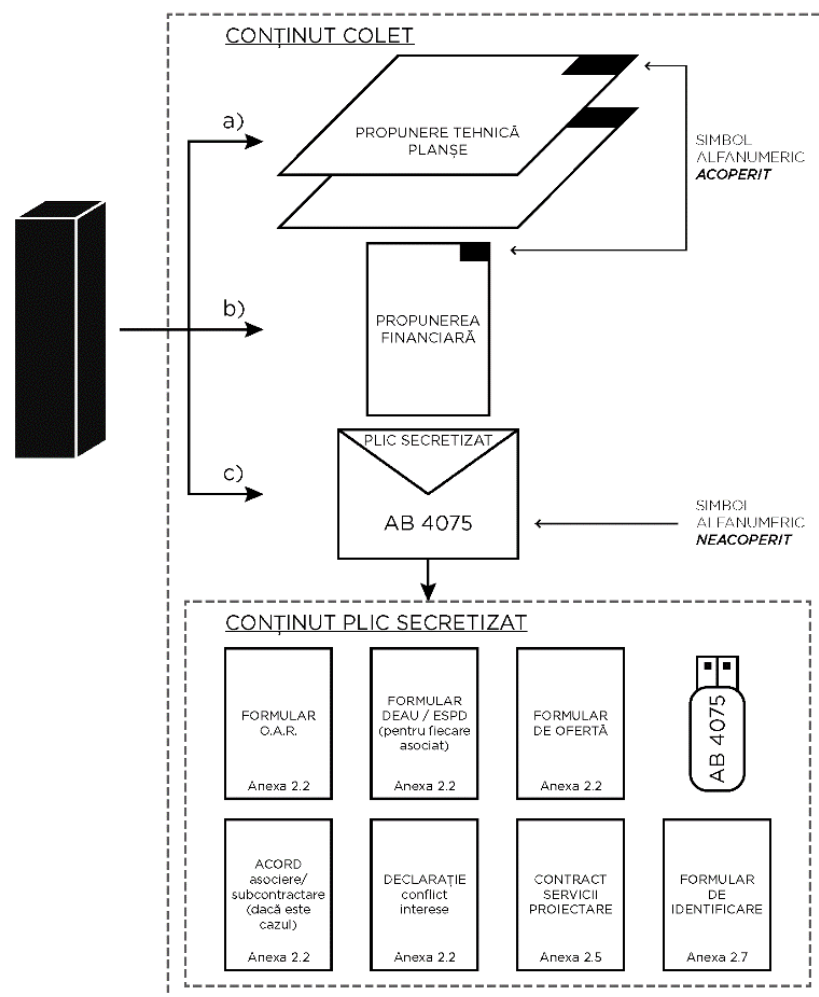 CONȚINUT COLET
a)
PROPUNERE TEHNICĂ
PLANȘE
SIMBOL
ALFANUMERIC
ACOPERIT
b)
PROPUNEREA
FINANCIARĂ
c)
PLIC SECRETIZAT
AB 4075
SIMBOL
ALFANUMERIC
NEACOPERIT
CONȚINUT PLIC SECRETIZAT
FORMULAR
O.A.R.
Anexa 2.2
FORMULAR
DEAU / ESPD
(pentru fiecare
asociat)
Anexa 2.2
FORMULAR
DE OFERTĂ
Anexa 2.2
AB 4075
ACORD
asociere/
subcontractare
(dacă este
cazul)
Anexa 2.2
DECLARAȚIE
conflict
interese
Anexa 2.2
CONTRACT
SERVICII
PROIECTARE
Anexa 2.5
FORMULAR
DE
IDENTIFICARE
Anexa 2.7